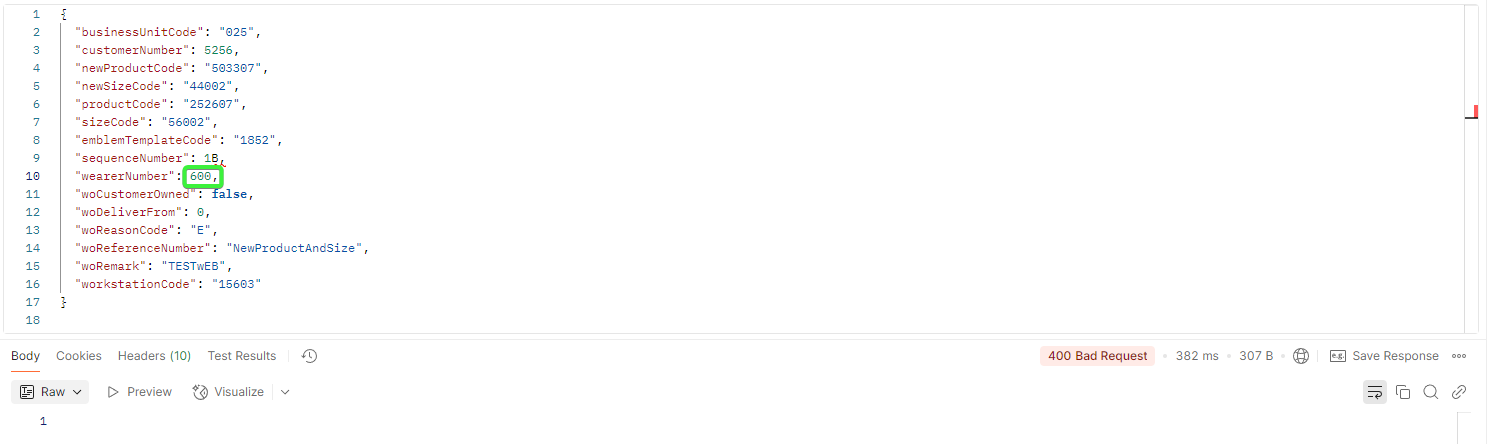 1 {
2 "businessUnitCode": "025",
3 "customerNumber": 5256,
4 "newProductCode": "503307",
5 "newSizeCode": "44002",
6 "productCode": "252607",
7 "sizeCode": "56002",
8 "emblemTemplateCode": "1852",
9 "sequenceNumber": 1B,
10 "wearerNumber": 600,
11 "woCustomerOwned": false,
12 "woDeliverFrom": 0,
13 "woReasonCode": "E",
14 "woReferenceNumber": "NewProductAndSize",
15 "woRemark": "TESTwEB",
16 "workstationCode": "15603"
17 }
18
Body Cookies Headers (10) Test Results 400 Bad Request • 382 ms • 307 B • e.g. Save Response
Raw Preview Visualize
1